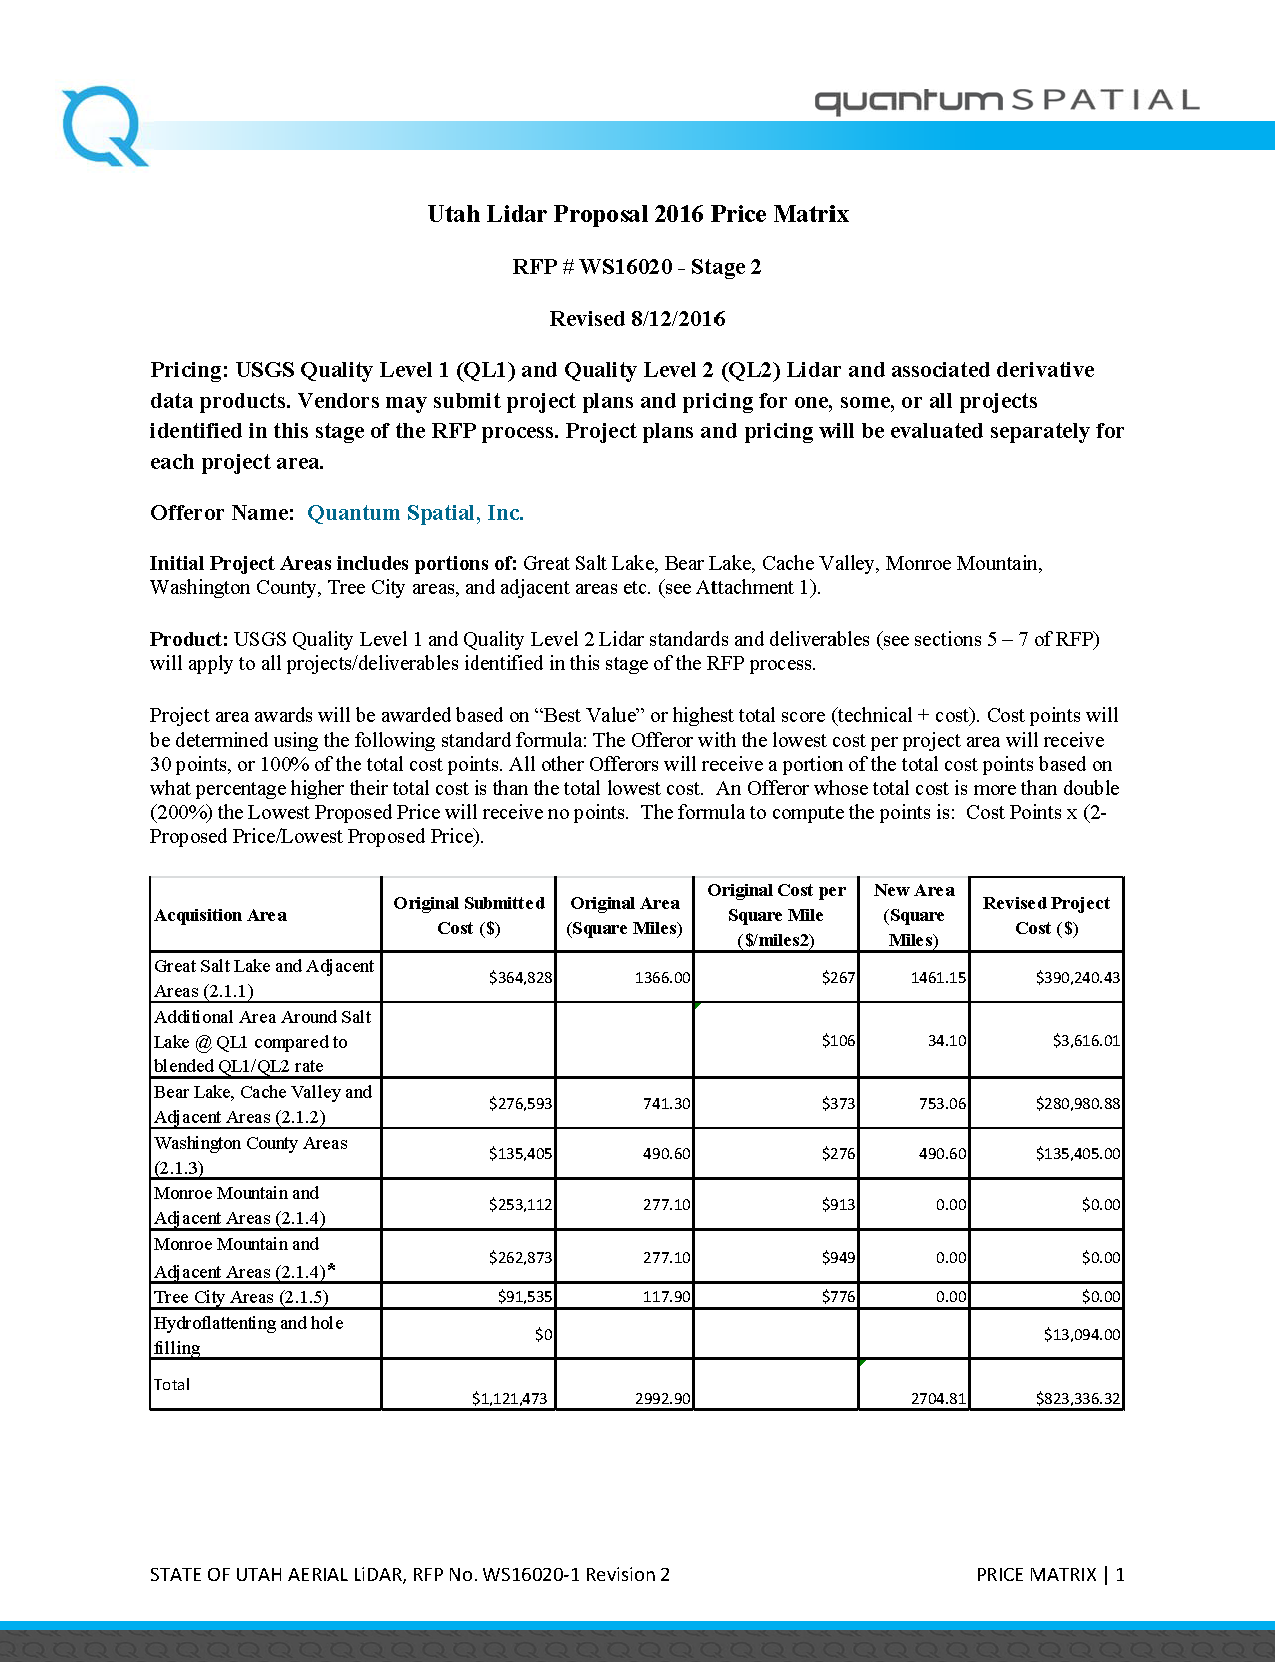 quantum SPATIAL
Utah Lidar Proposal 2016 Price Matrix
RFP # WS16020 - Stage 2
Revised 8/12/2016
Pricing: USGS Quality Level 1 (QL1) and Quality Level 2 (QL2) Lidar and associated derivative
data products. Vendors may submit project plans and pricing for one, some, or all projects
identified in this stage of the RFP process. Project plans and pricing will be evaluated separately for
each project area.
Offeror Name: Quantum Spatial, Inc.
Initial Project Areas includes portions of: Great Salt Lake, Bear Lake, Cache Valley, Monroe Mountain,
Washington County, Tree City areas, and adjacent areas etc. (see Attachment 1).
Product: USGS Quality Level 1 and Quality Level 2 Lidar standards and deliverables (see sections 5 – 7 of RFP)
will apply to all projects/deliverables identified in this stage of the RFP process.
Project area awards will be awarded based on “Best Value” or highest total score (technical + cost). Cost points will
be determined using the following standard formula: The Offeror with the lowest cost per project area will receive
30 points, or 100% of the total cost points. All other Offerors will receive a portion of the total cost points based on
what percentage higher their total cost is than the total lowest cost. An Offeror whose total cost is more than double
(200%) the Lowest Proposed Price will receive no points. The formula to compute the points is: Cost Points x (2-
Proposed Price/Lowest Proposed Price).
Acquisition Area
Original Submitted
Cost ($)
Original Area
(Square Miles)
Original Cost per
Square Mile
($/miles2)
New Area
(Square
Miles)
Revised Project
Cost ($)
Great Salt Lake and Adjacent
Areas (2.1.1)
$364,828
1366.00
$267
1461.15
$390,240.43
Additional Area Around Salt
Lake @ QL1 compared to
blended QL1/QL2 rate
$106
34.10
$3,616.01
Bear Lake, Cache Valley and
Adjacent Areas (2.1.2)
$276,593
741.30
$373
753.06
$280,980.88
Washington County Areas
(2.1.3)
$135,405
490.60
$276
490.60
$135,405.00
Monroe Mountain and
Adjacent Areas (2.1.4)
$253,112
277.10
$913
0.00
$0.00
Monroe Mountain and
Adjacent Areas (2.1.4)*
$262,873
277.10
$949
0.00
$0.00
Tree City Areas (2.1.5)
$91,535
117.90
$776
0.00
$0.00
Hydroflattenting and hole
filling
$0
$13,094.00
Total
$1,121,473
2992.90
2704.81
$823,336.32
STATE OF UTAH AERIAL LiDAR, RFP No. WS16020-1 Revision 2
PRICE MATRIX | 1